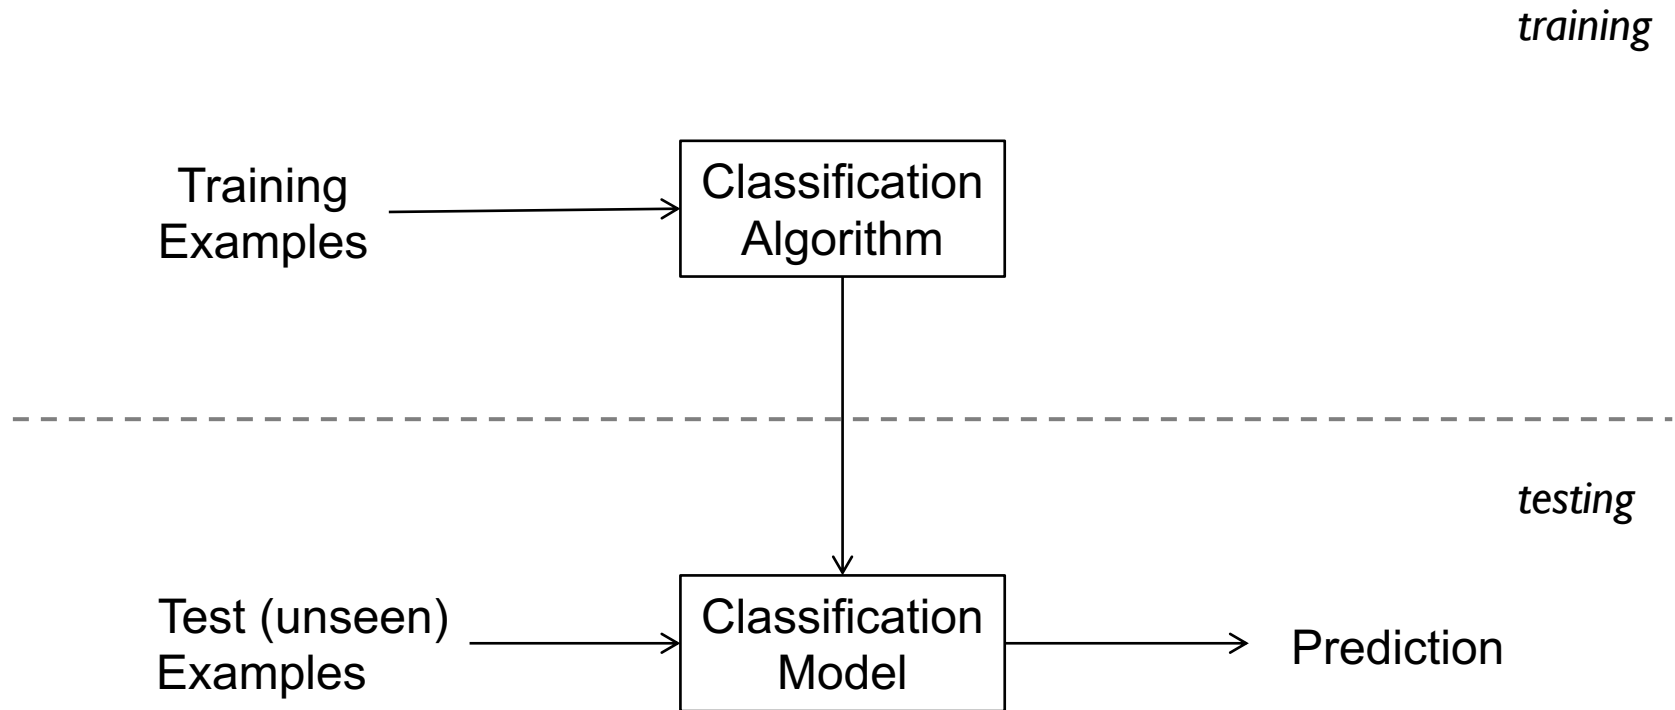 training
Training
Examples
Classification
Algorithm
testing
Test (unseen)
Examples
Classification
Model
Prediction